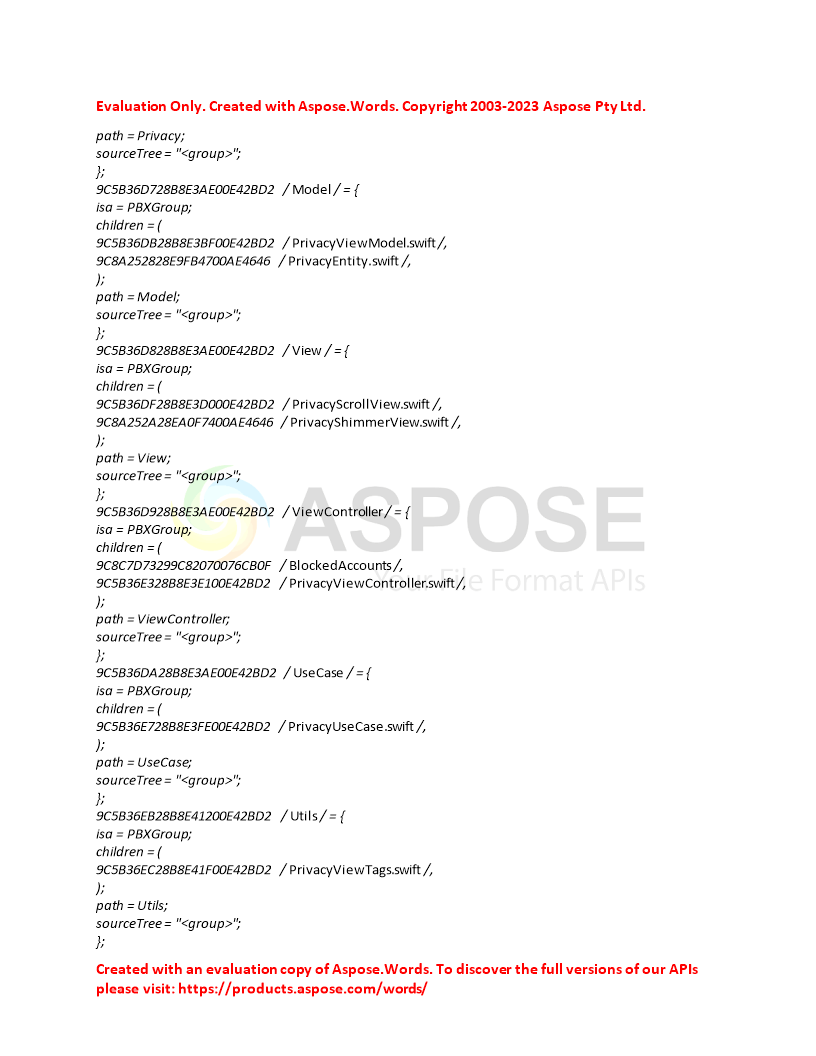 Evaluation Only. Created with Aspose.Words. Copyright 2003-2023 Aspose Pty Ltd.
path = Privacy;
sourceTree = "<group>";
};
9C5B36D728B8E3AE00E42BD2 / Model / = {
isa = PBXGroup;
children = (
9C5B36DB28B8E3BF00E42BD2 / PrivacyViewModel.swift /,
9C8A252828E9FB4700AE4646 / PrivacyEntity.swift /,
);
path = Model;
sourceTree = "<group>";
};
9C5B36D828B8E3AE00E42BD2 / View / = {
isa = PBXGroup;
children = (
9C5B36DF28B8E3D000E42BD2 / PrivacyScrollView.swift /,
9C8A252A28EA0F7400AE4646 / PrivacyShimmerView.swift /,
);
path = View;
sourceTree = "<group>";
};
9C5B36D928B8E3AE00E42BD2 / ViewController / = {
isa = PBXGroup;
children = (
9C8C7D73299C82070076CB0F / BlockedAccounts /,
9C5B36E328B8E3E100E42BD2 / PrivacyViewController.swift /,
);
path = ViewController;
sourceTree = "<group>";
};
9C5B36DA28B8E3AE00E42BD2 / UseCase / = {
isa = PBXGroup;
children = (
9C5B36E728B8E3FE00E42BD2 / PrivacyUseCase.swift /,
);
path = UseCase;
sourceTree = "<group>";
};
9C5B36EB28B8E41200E42BD2 / Utils / = {
isa = PBXGroup;
children = (
9C5B36EC28B8E41F00E42BD2 / PrivacyViewTags.swift /,
);
path = Utils;
sourceTree = "<group>";
};
Created with an evaluation copy of Aspose.Words. To discover the full versions of our APIs
please visit: https://products.aspose.com/words/
ASPOSE
Your File Format APIs